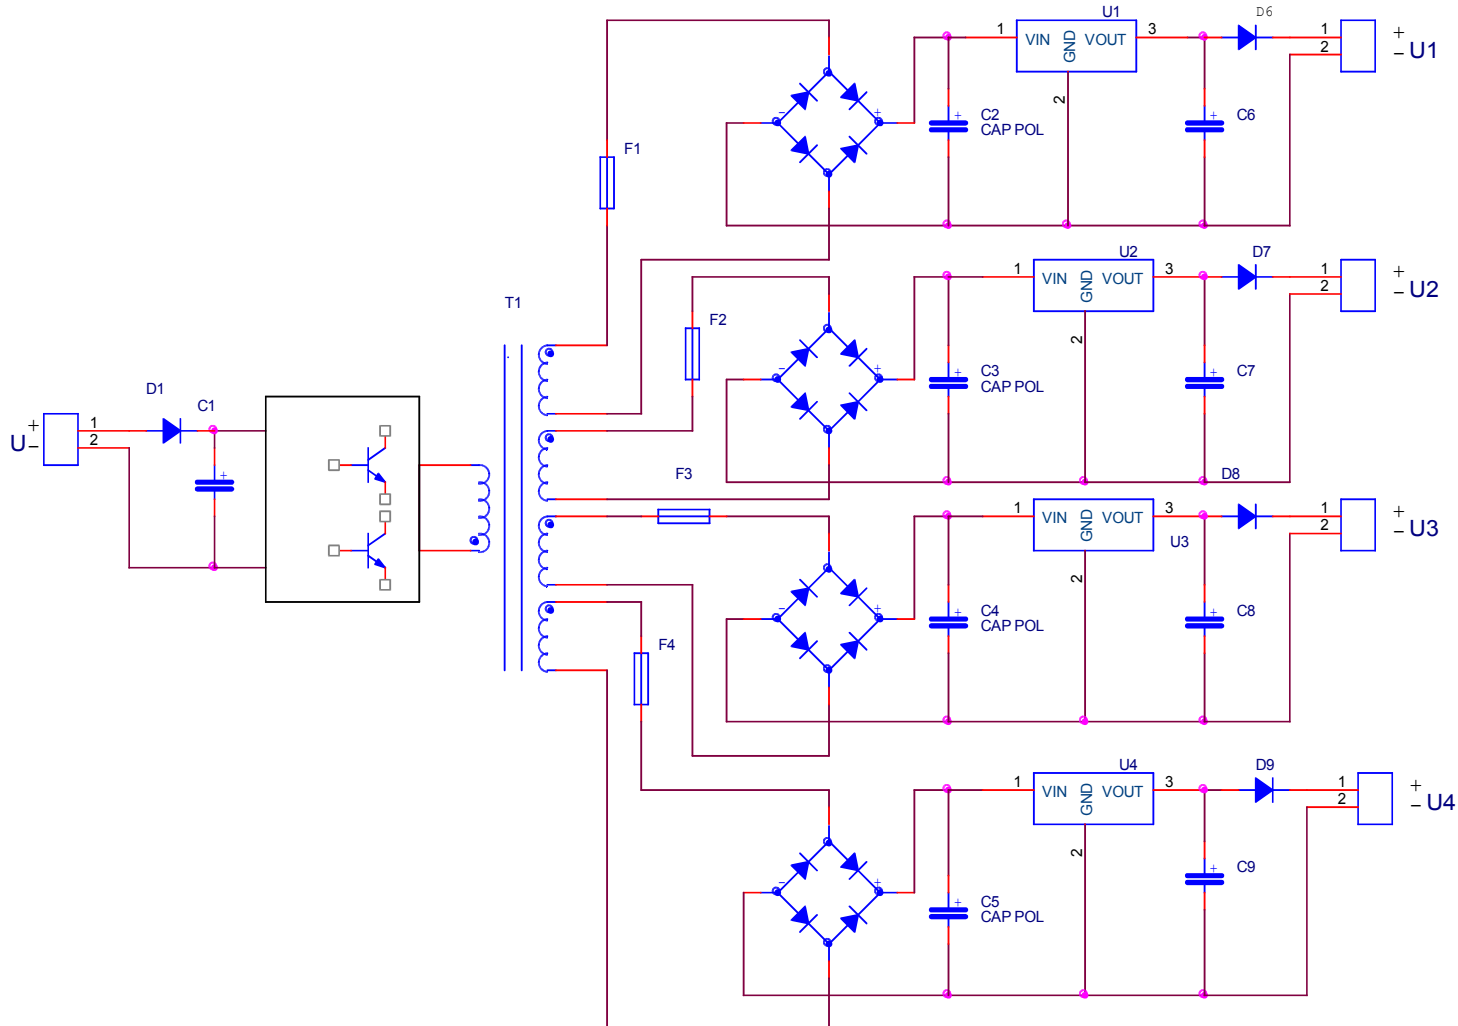 U1
D6
1 VIN GND VOUT 3
1
2
+
− U1
2
C2
CAP POL
C6
F1
- +
U2
D7
1 VIN GND VOUT 3
1
2
+
− U2
2
T1
F2
C3
CAP POL
C7
- +
D1
C1
U
+
−
1
2
F3
D8
1 VIN GND VOUT 3
U3
1
2
+
− U3
2
C4
CAP POL
C8
- +
F4
U4
D9
1 VIN GND VOUT 3
1
2
+
− U4
2
C5
CAP POL
C9
- +